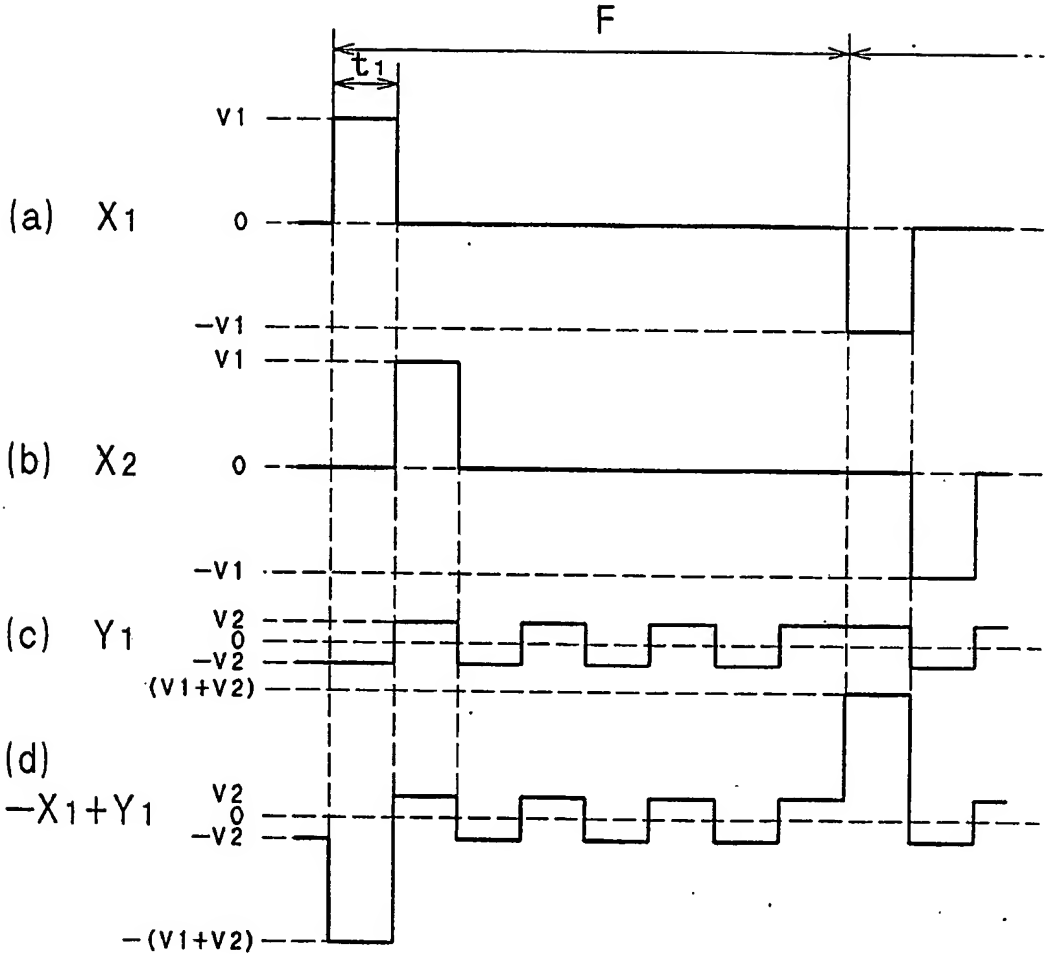 F
t1
V1
(a) X1 0
-V1
V1
(b) X2 0
-V1
(c) Y1 V2
0
-V2
(V1+V2)
(d)
-X1+Y1 V2
0
-V2
-(V1+V2)